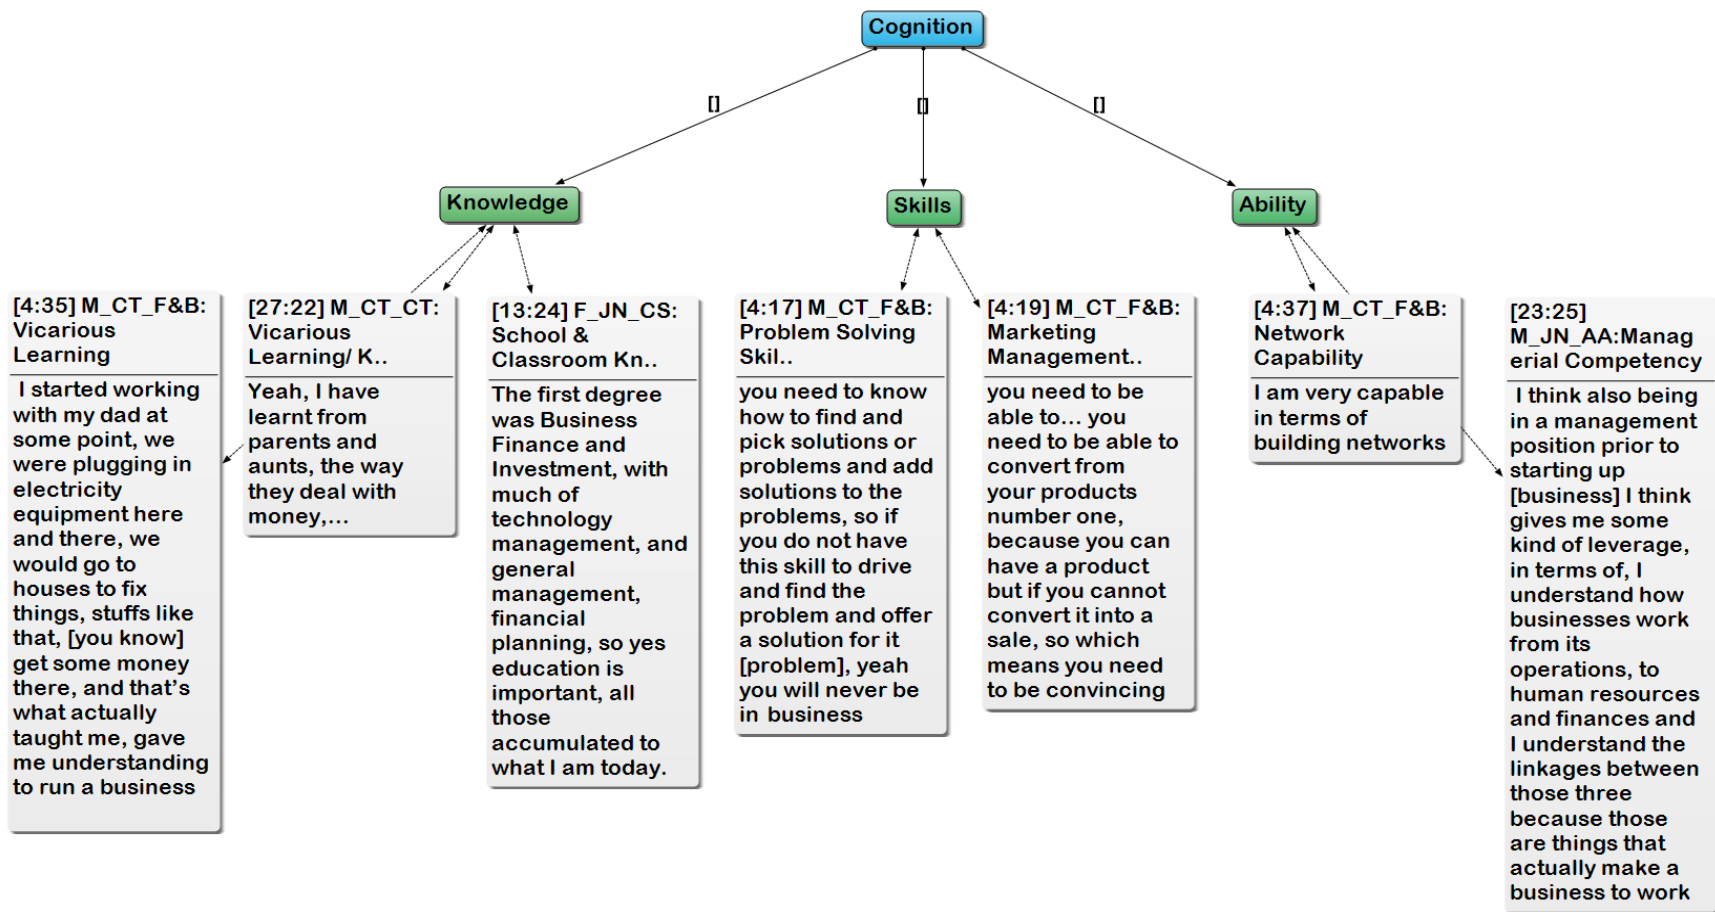 Cognition
[]
[]
[]
Knowledge
Skills
Ability
[4:35] M_CT_F&B:
Vicarious
Learning
I started working
with my dad at
some point, we
were plugging in
electricity
equipment here
and there, we
would go to
houses to fix
things, stuffs like
that, [you know]
get some money
there, and that’s
what actually
taught me, gave
me understanding
to run a business
[27:22] M_CT_CT:
Vicarious
Learning/ K..
Yeah, I have
learnt from
parents and
aunts, the way
they deal with
money,...
[13:24] F_JN_CS:
School &
Classroom Kn..
The first degree
was Business
Finance and
Investment, with
much of
technology
management, and
general
management,
financial
planning, so yes
education is
important, all
those
accumulated to
what I am today.
[4:17] M_CT_F&B:
Problem Solving
Skil..
you need to know
how to find and
pick solutions or
problems and add
solutions to the
problems, so if
you do not have
this skill to drive
and find the
problem and offer
a solution for it
[problem], yeah
you will never be
in business
[4:19] M_CT_F&B:
Marketing
Management..
you need to be
able to... you
need to be able to
convert from
your products
number one,
because you can
have a product
but if you cannot
convert it into a
sale, so which
means you need
to be convincing
[4:37] M_CT_F&B:
Network
Capability
I am very capable
in terms of
building networks
[23:25]
M_JN_AA:Manag
erial Competency
I think also being
in a management
position prior to
starting up
[business] I think
gives me some
kind of leverage,
in terms of, I
understand how
businesses work
from its
operations, to
human resources
and finances and
I understand the
linkages between
those three
because those
are things that
actually make a
business to work